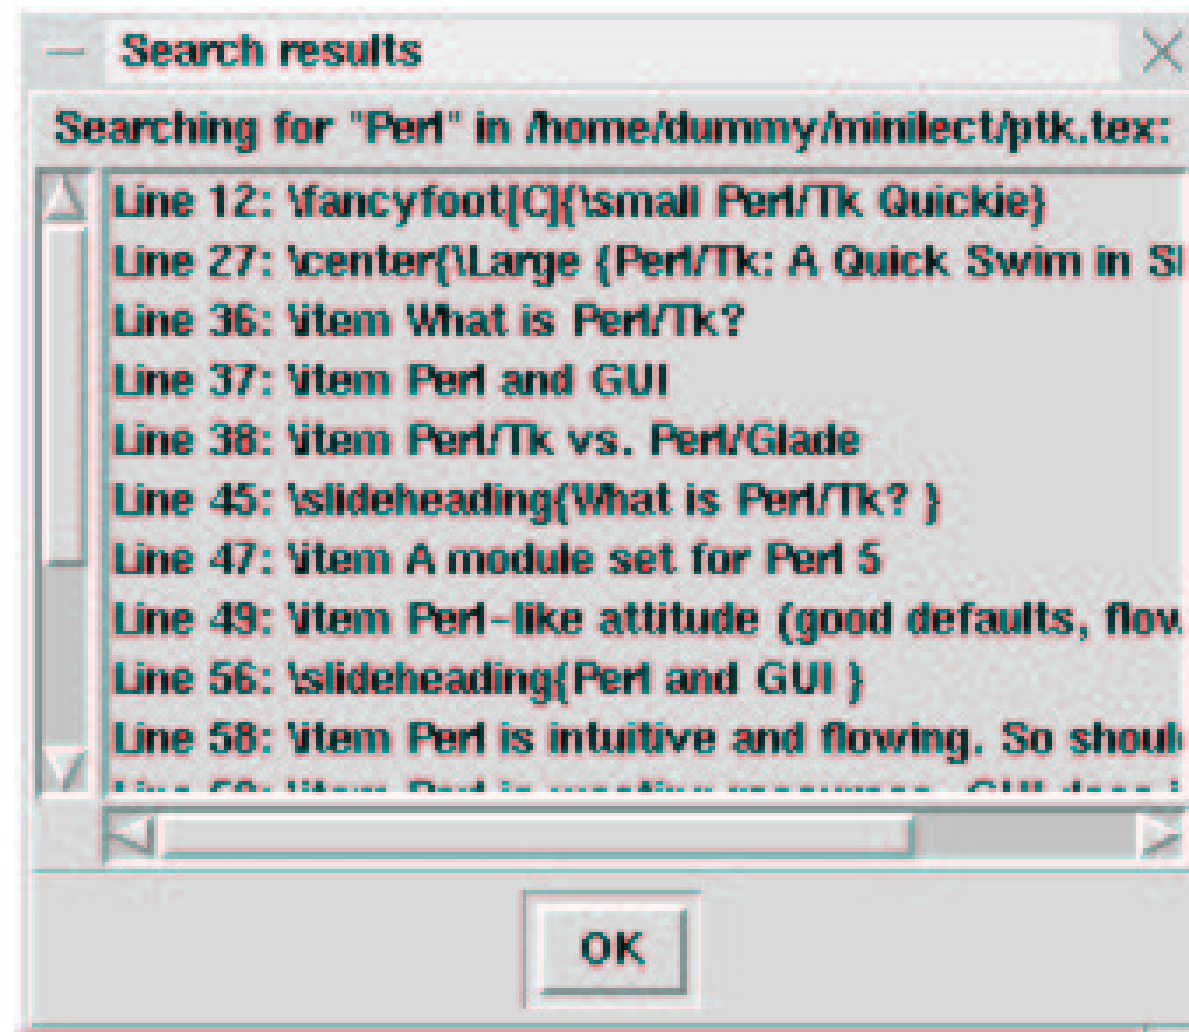 Search results
Searching for "Perl" in /home/dummy/minilect/ptk.tex:
Line 12: \fancyfoot[C]{\small Perl/Tk Quickie}
Line 27: \center{\Large {Perl/Tk: A Quick Swim in
Line 36: \item What is Perl/Tk?
Line 37: \item Perl and GUI
Line 38: \item Perl/Tk vs. Perl/Glade
Line 45: \slideheading{What is Perl/Tk? }
Line 47: \item A module set for Perl 5
Line 49: \item Perl-like attitude (good defaults,
Line 56: \slideheading{Perl and GUI }
Line 58: \item Perl is intuitive and flowing. So
OK